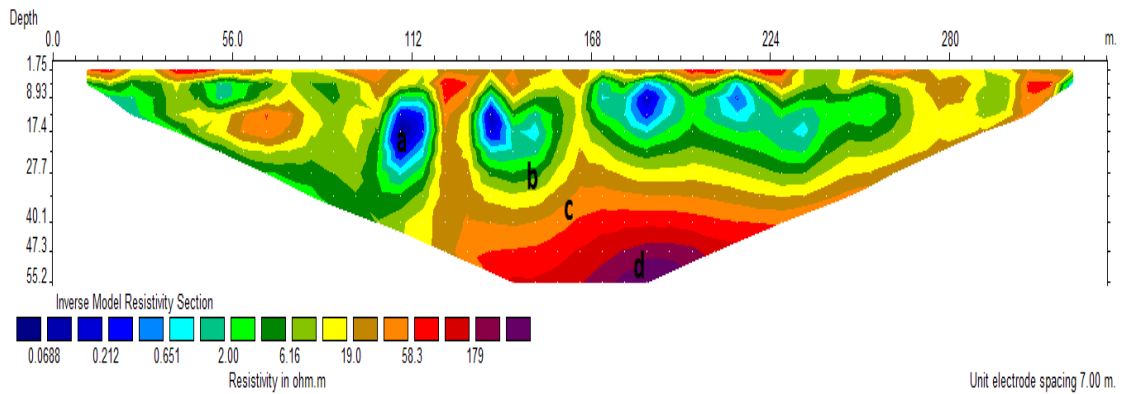 Depth
0.0 56.0 112 168 224 280 m.
1.75
8.93
17.4
27.7
40.1
47.3
55.2
a
b
c
d
Inverse Model Resistivity Section
0.0688 0.212 0.651 2.00 6.16 19.0 58.3 179
Resistivity in ohm.m
Unit electrode spacing 7.00 m.